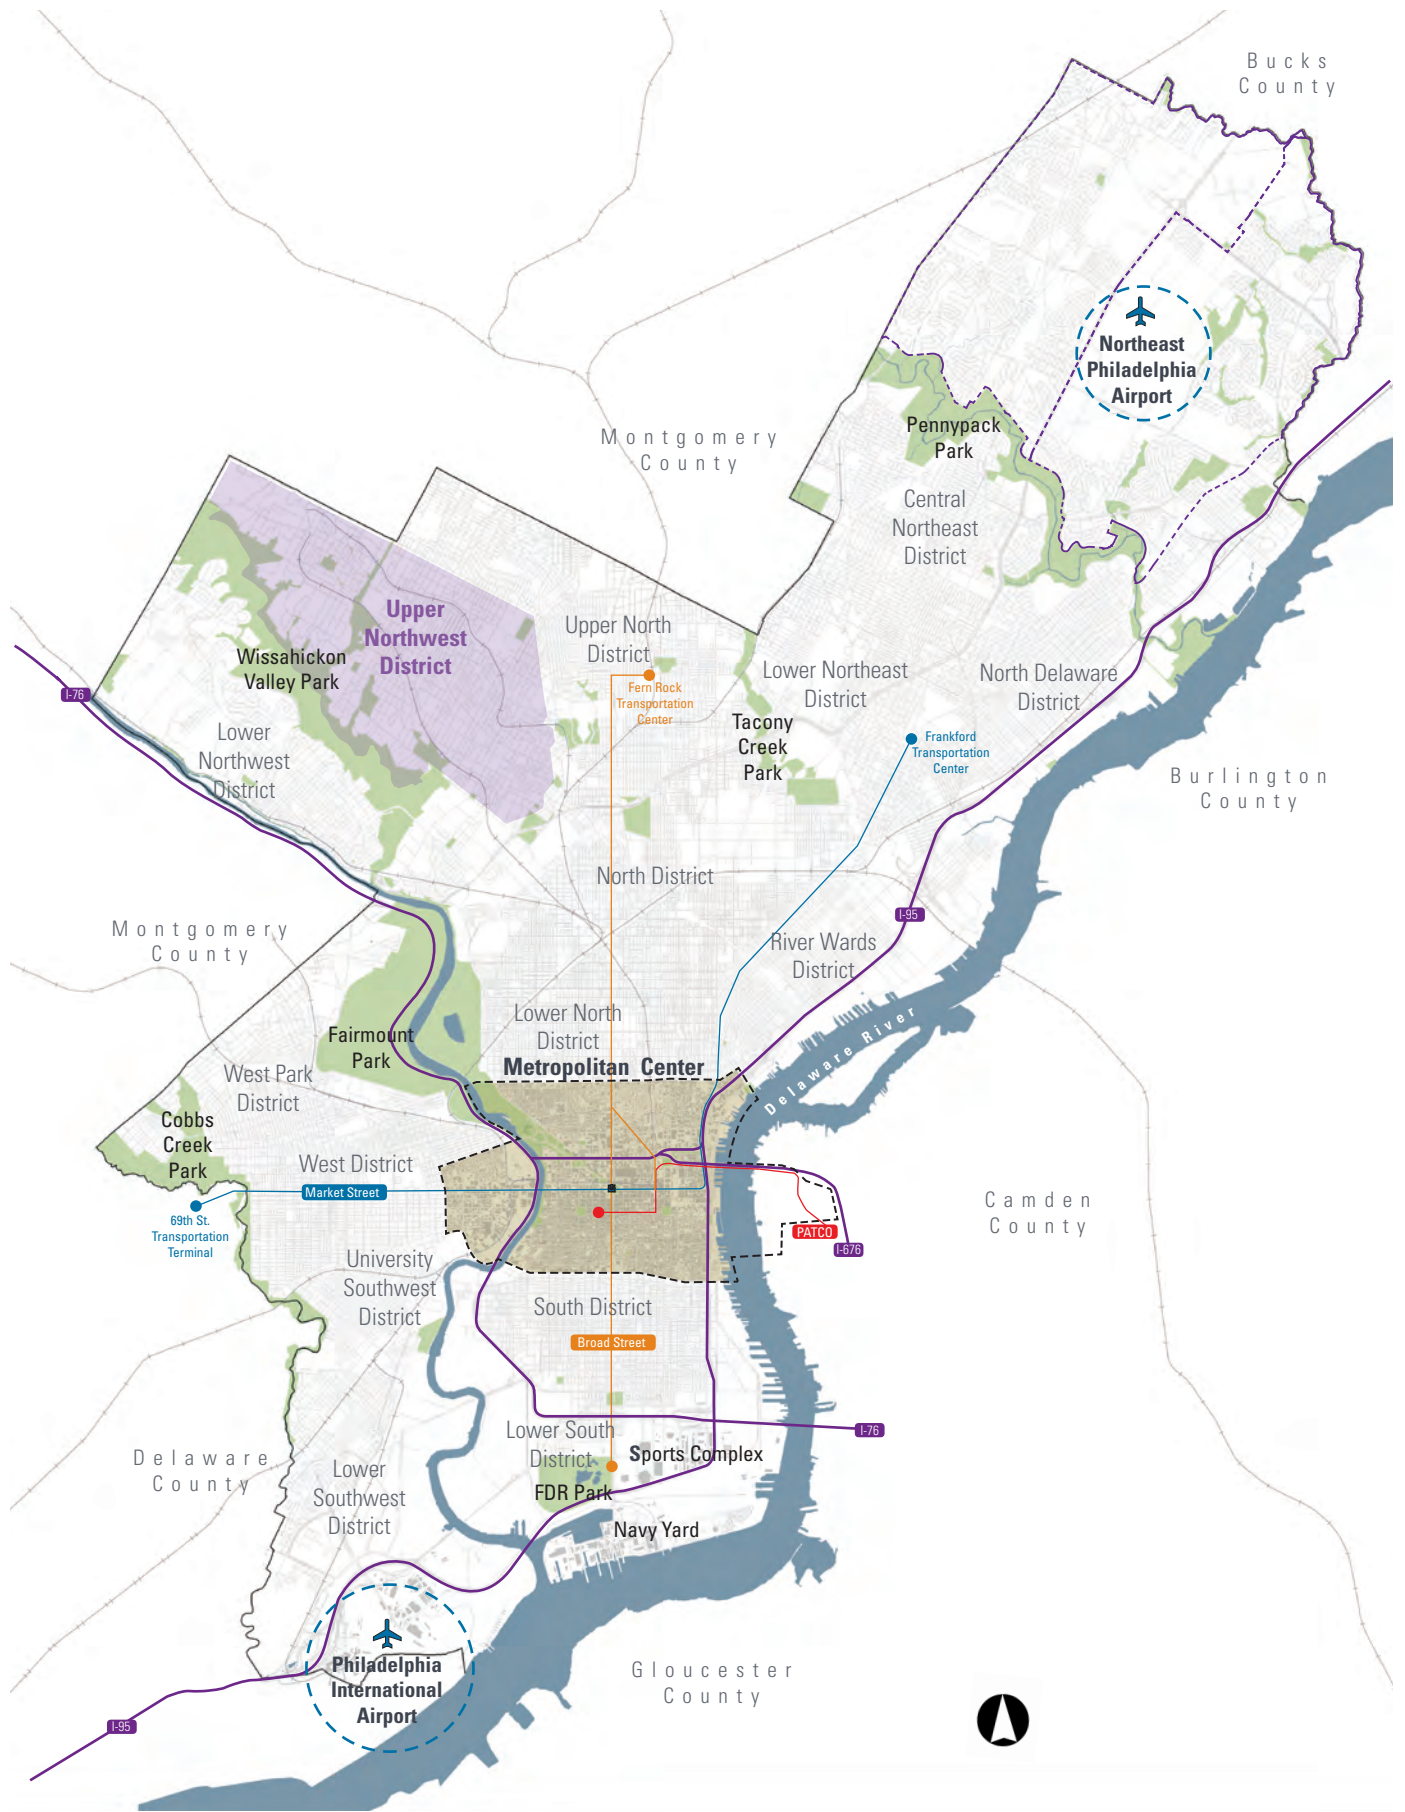 Bucks
County
Northeast
Philadelphia
Airport
Pennypack
Park
Montgomery
County
Central
Northeast
District
Upper
Northwest
District
Upper North
District
Wissahickon
Valley Park
Fern Rock
Transportation
Center
Lower Northeast
District
North Delaware
District
I-76
Lower
Northwest
District
Tacony
Creek
Park
Frankford
Transportation
Center
Burlington
County
North District
I-95
Montgomery
County
River Wards
District
Lower North
District
Fairmount
Park
Delaware River
Metropolitan Center
West Park
District
Cobbs
Creek
Park
West District
Market Street
69th St.
Transportation
Terminal
Camden
County
PATCO
I-676
University
Southwest
District
South District
Broad Street
Lower South
District
I-76
Sports Complex
Delaware
County
Lower
Southwest
District
FDR Park
Navy Yard
Philadelphia
International
Airport
Gloucester
County
I-95